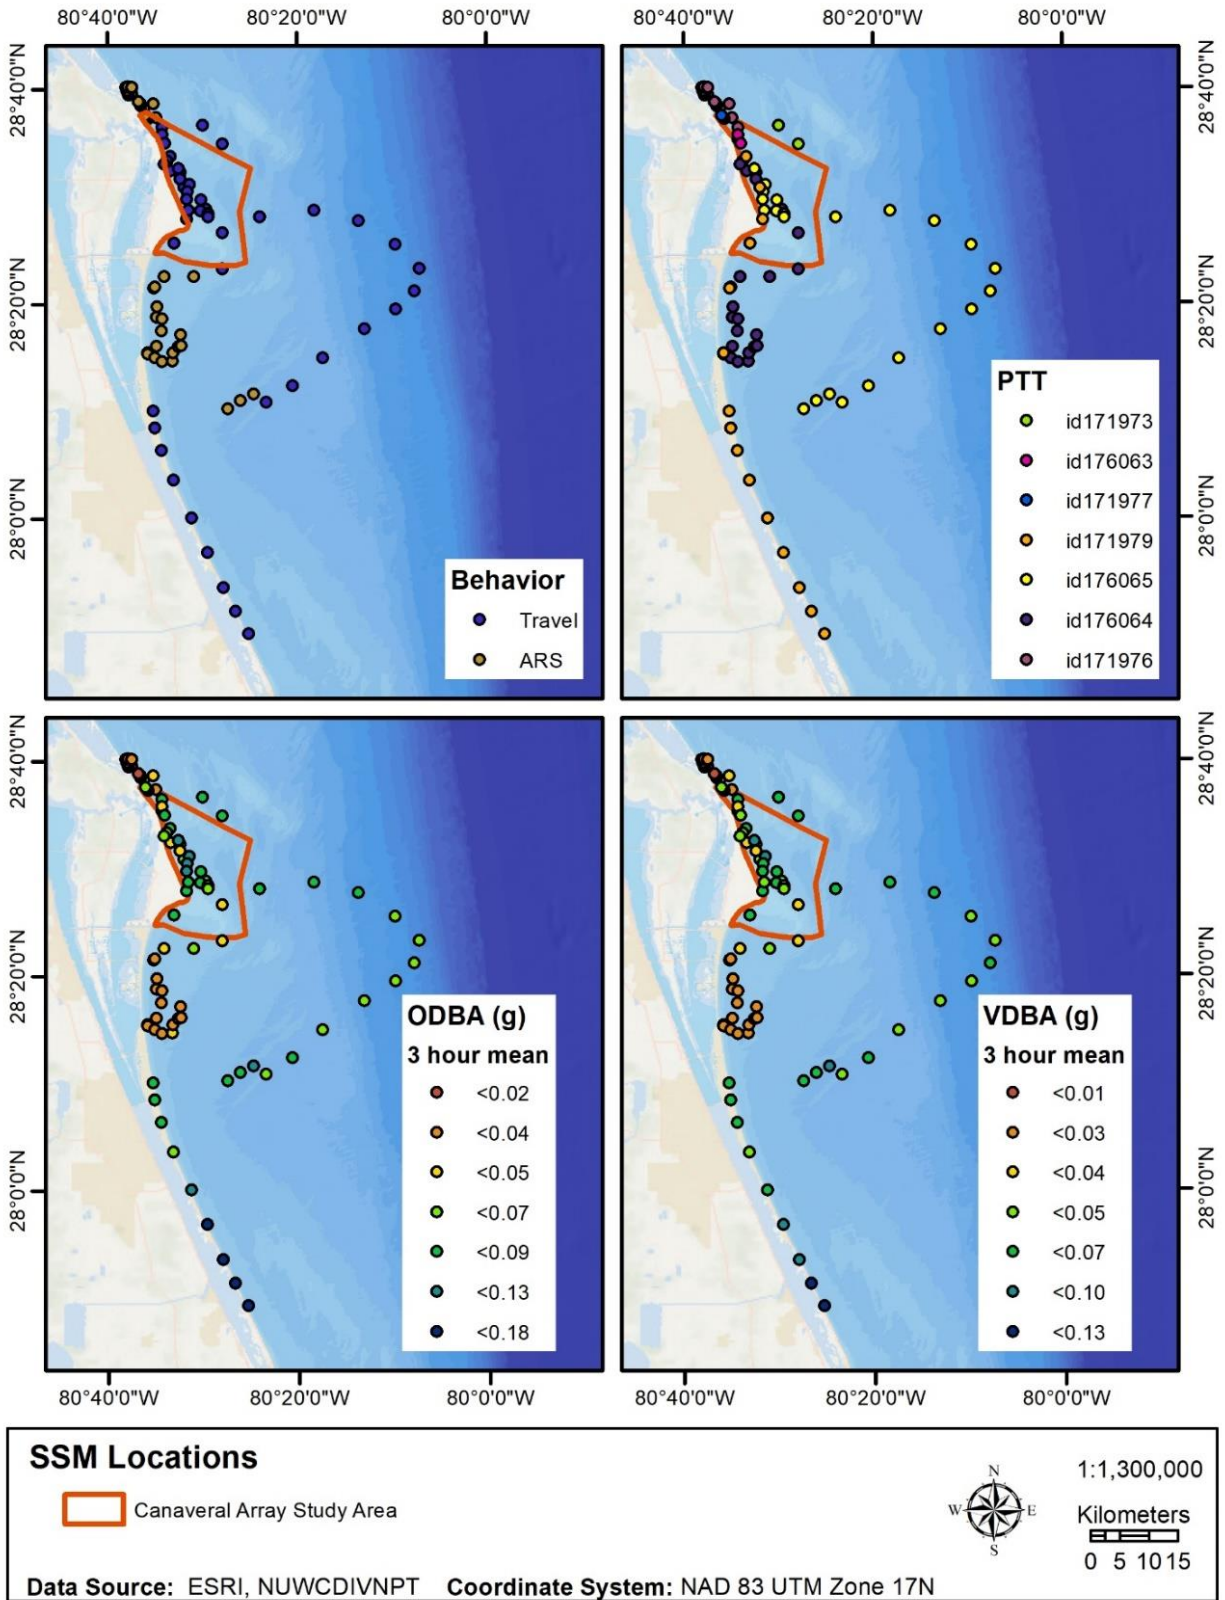 80°40'0"W 80°20'0"W 80°0'0"W 80°40'0"W 80°20'0"W 80°0'0"W
28°40'0"N
28°20'0"N
28°0'0"N
Behavior
Travel
ARS
28°40'0"N
28°20'0"N
28°0'0"N
PTT
id171973
id176063
id171977
id171979
id176065
id176064
id171976
28°40'0"N
28°20'0"N
28°0'0"N
ODBA (g)
3 hour mean
<0.02
<0.04
<0.05
<0.07
<0.09
<0.13
<0.18
28°40'0"N
28°20'0"N
28°0'0"N
VDBA (g)
3 hour mean
<0.01
<0.03
<0.04
<0.05
<0.07
<0.10
<0.13
80°40'0"W 80°20'0"W 80°0'0"W 80°40'0"W 80°20'0"W 80°0'0"W
SSM Locations
Canaveral Array Study Area
N
W E
S
1:1,300,000
Kilometers
0 5 10 15
Data Source: ESRI, NUWCDIVNPT Coordinate System: NAD 83 UTM Zone 17N